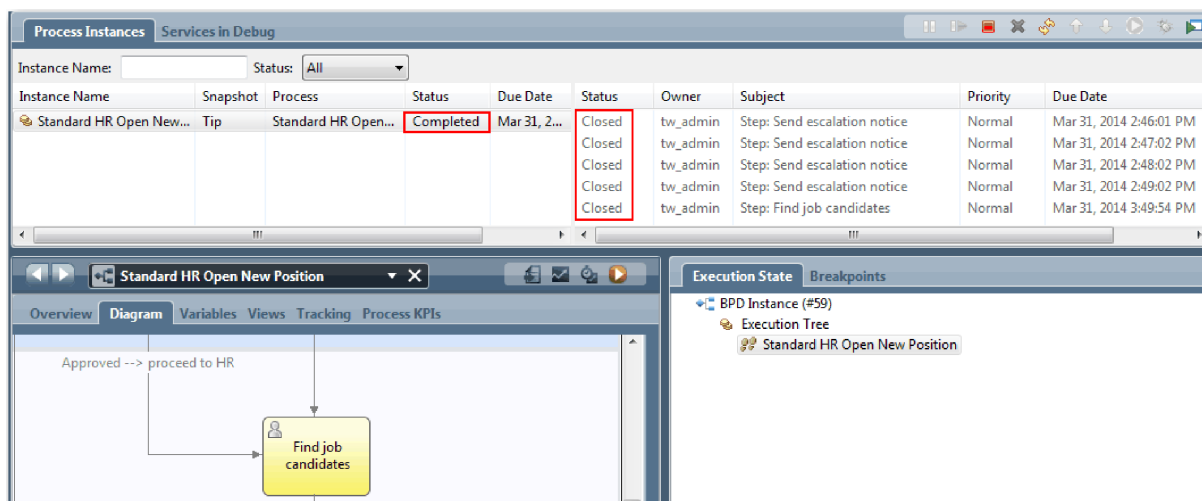 Process Instances Services in Debug
Instance Name: Status: All
Instance Name Snapshot Process Status Due Date Status Owner Subject Priority Due Date
Standard HR Open New... Tip Standard HR Open... Completed Mar 31, 2... Closed tw_admin Step: Send escalation notice Normal Mar 31, 2014 2:46:01 PM
Closed tw_admin Step: Send escalation notice Normal Mar 31, 2014 2:47:02 PM
Closed tw_admin Step: Send escalation notice Normal Mar 31, 2014 2:48:02 PM
Closed tw_admin Step: Send escalation notice Normal Mar 31, 2014 2:49:02 PM
Closed tw_admin Step: Find job candidates Normal Mar 31, 2014 3:49:54 PM
Standard HR Open New Position
Overview Diagram Variables Views Tracking Process KPIs
Approved --> proceed to HR
Find job
candidates
Execution State Breakpoints
BPD Instance (#59)
Execution Tree
Standard HR Open New Position